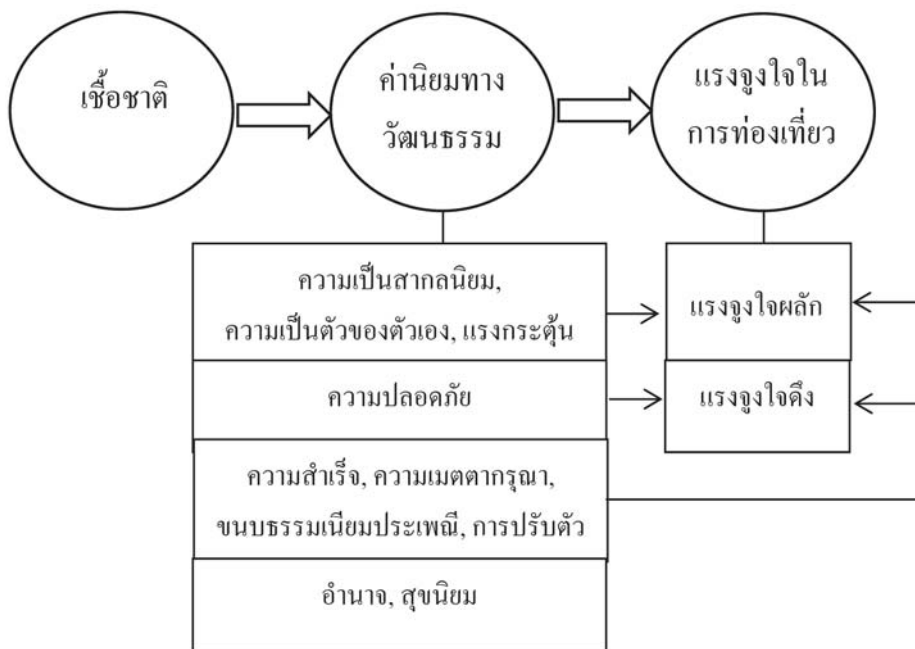 เชื้อชาติ
ค่านิยมทาง
วัฒนธรรม
แรงจูงใจใน
การท่องเที่ยว
ความเป็นสากลนิยม,
ความเป็นตัวของตัวเอง, แรงกระตุ้น
ความปลอดภัย
ความสำเร็จ, ความเมตตากรุณา,
ขนบธรรมเนียมประเพณี, การปรับตัว
อำนาจ, สุขนิยม
แรงจูงใจผลัก
แรงจูงใจดึง